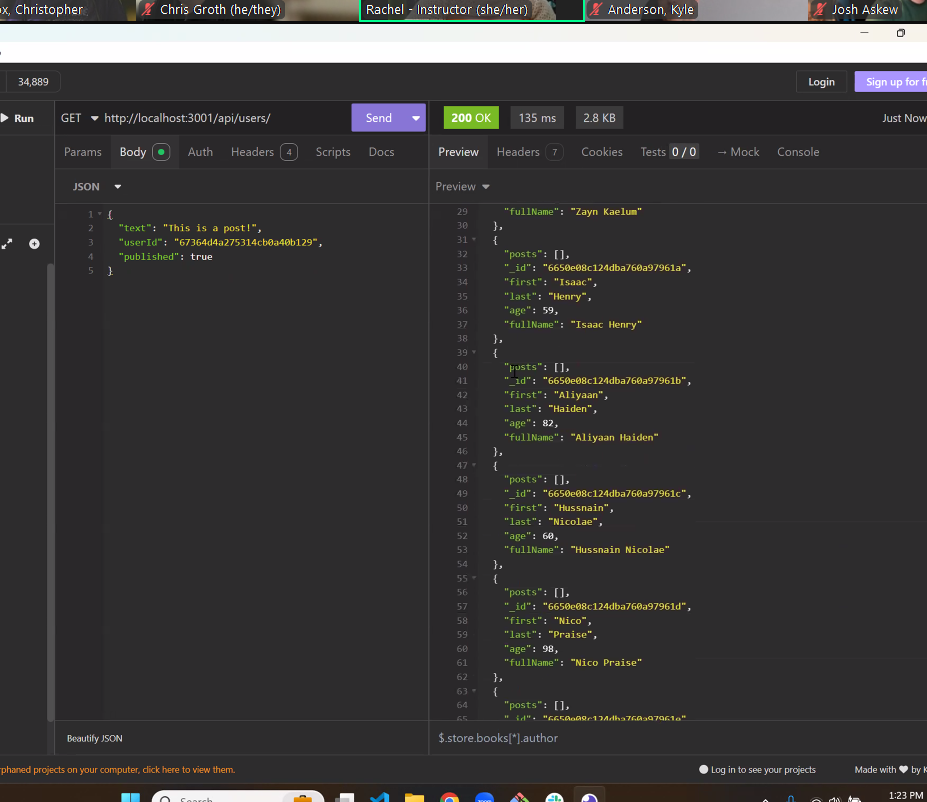 ox, Christopher
Chris Groth (he/they)
Rachel - Instructor (she/her)
Anderson, Kyle
Josh Askew
34,889
Login
Sign up for f
Run
GET
http://localhost:3001/api/users/
Send
200 OK
135 ms
2.8 KB
Just Now
Params
Body
Auth
Headers 4
Scripts
Docs
Preview
Headers 7
Cookies
Tests 0 / 0
→ Mock
Console
JSON
Preview
1 {
2 "text": "This is a post!",
3 "userId": "67364d4a275314cb0a40b129",
4 "published": true
5 }
29 "fullName": "Zayn Kaelum"
30 },
31 {
32 "posts": [],
33 "_id": "6650e08c124dba760a97961a",
34 "first": "Isaac",
35 "last": "Henry",
36 "age": 59,
37 "fullName": "Isaac Henry"
38 },
39 {
40 "posts": [],
41 "_id": "6650e08c124dba760a97961b",
42 "first": "Aliyaan",
43 "last": "Haiden",
44 "age": 82,
45 "fullName": "Aliyaan Haiden"
46 },
47 {
48 "posts": [],
49 "_id": "6650e08c124dba760a97961c",
50 "first": "Hussnain",
51 "last": "Nicolae",
52 "age": 60,
53 "fullName": "Hussnain Nicolae"
54 },
55 {
56 "posts": [],
57 "_id": "6650e08c124dba760a97961d",
58 "first": "Nico",
59 "last": "Praise",
60 "age": 98,
61 "fullName": "Nico Praise"
62 },
63 {
64 "posts": [],
65 "_id": "6650e08c124dba760a97961e"
Beautify JSON
$.store.books[*].author
rphaned projects on your computer, click here to view them.
Log in to see your projects
Made with ♥ by K
Search
1:23 PM